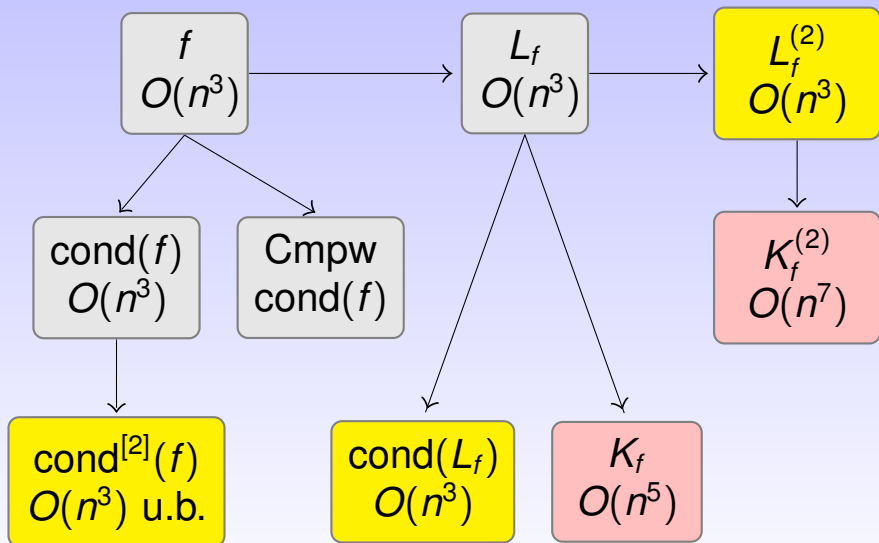 f
O(n³)
L_f
O(n³)
L_f^(2)
O(n³)
cond(f)
O(n³)
Cmpw
cond(f)
K_f^(2)
O(n⁷)
cond^[2](f)
O(n³) u.b.
cond(L_f)
O(n³)
K_f
O(n⁵)